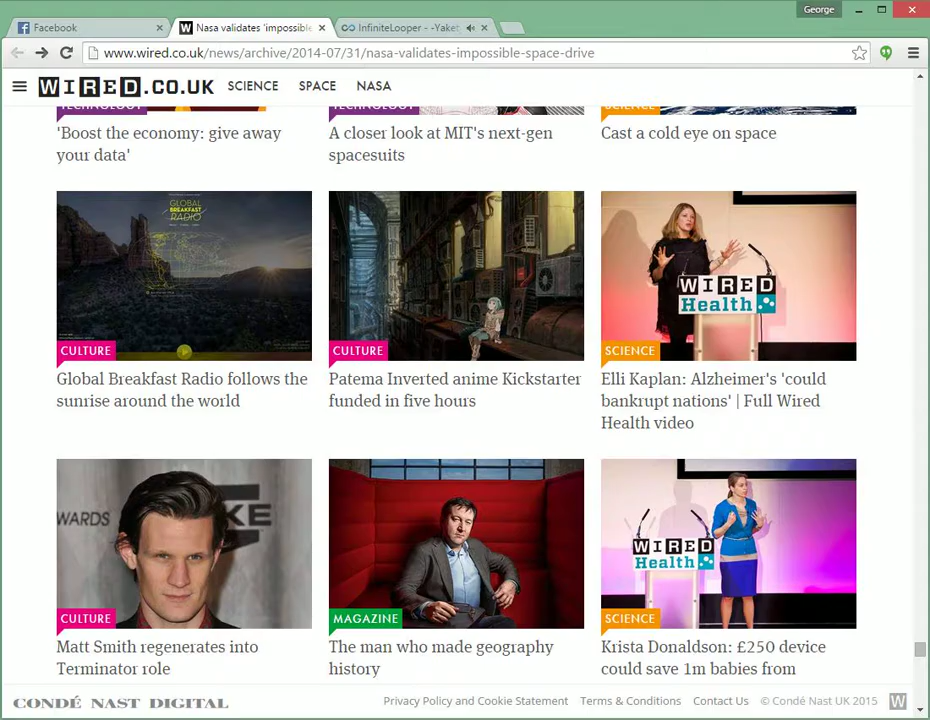 George
Facebook
Nasa validates 'impossible
InfiniteLooper - -Yaket
www.wired.co.uk/news/archive/2014-07/31/nasa-validates-impossible-space-drive
WIRED.CO.UK SCIENCE SPACE NASA
TECHNOLOGY
TECHNOLOGY
SCIENCE
'Boost the economy: give away
your data'
A closer look at MIT's next-gen
spacesuits
Cast a cold eye on space
GLOBAL
BREAKFAST
RADIO
CULTURE
Global Breakfast Radio follows the
sunrise around the world
CULTURE
Patema Inverted anime Kickstarter
funded in five hours
WIRED
Health
SCIENCE
Elli Kaplan: Alzheimer's 'could
bankrupt nations' | Full Wired
Health video
WARDS
KE
CULTURE
Matt Smith regenerates into
Terminator role
MAGAZINE
The man who made geography
history
WIRED
Health
SCIENCE
Krista Donaldson: £250 device
could save 1m babies from
CONDÉ NAST DIGITAL
Privacy Policy and Cookie Statement Terms & Conditions Contact Us © Condé Nast UK 2015 W